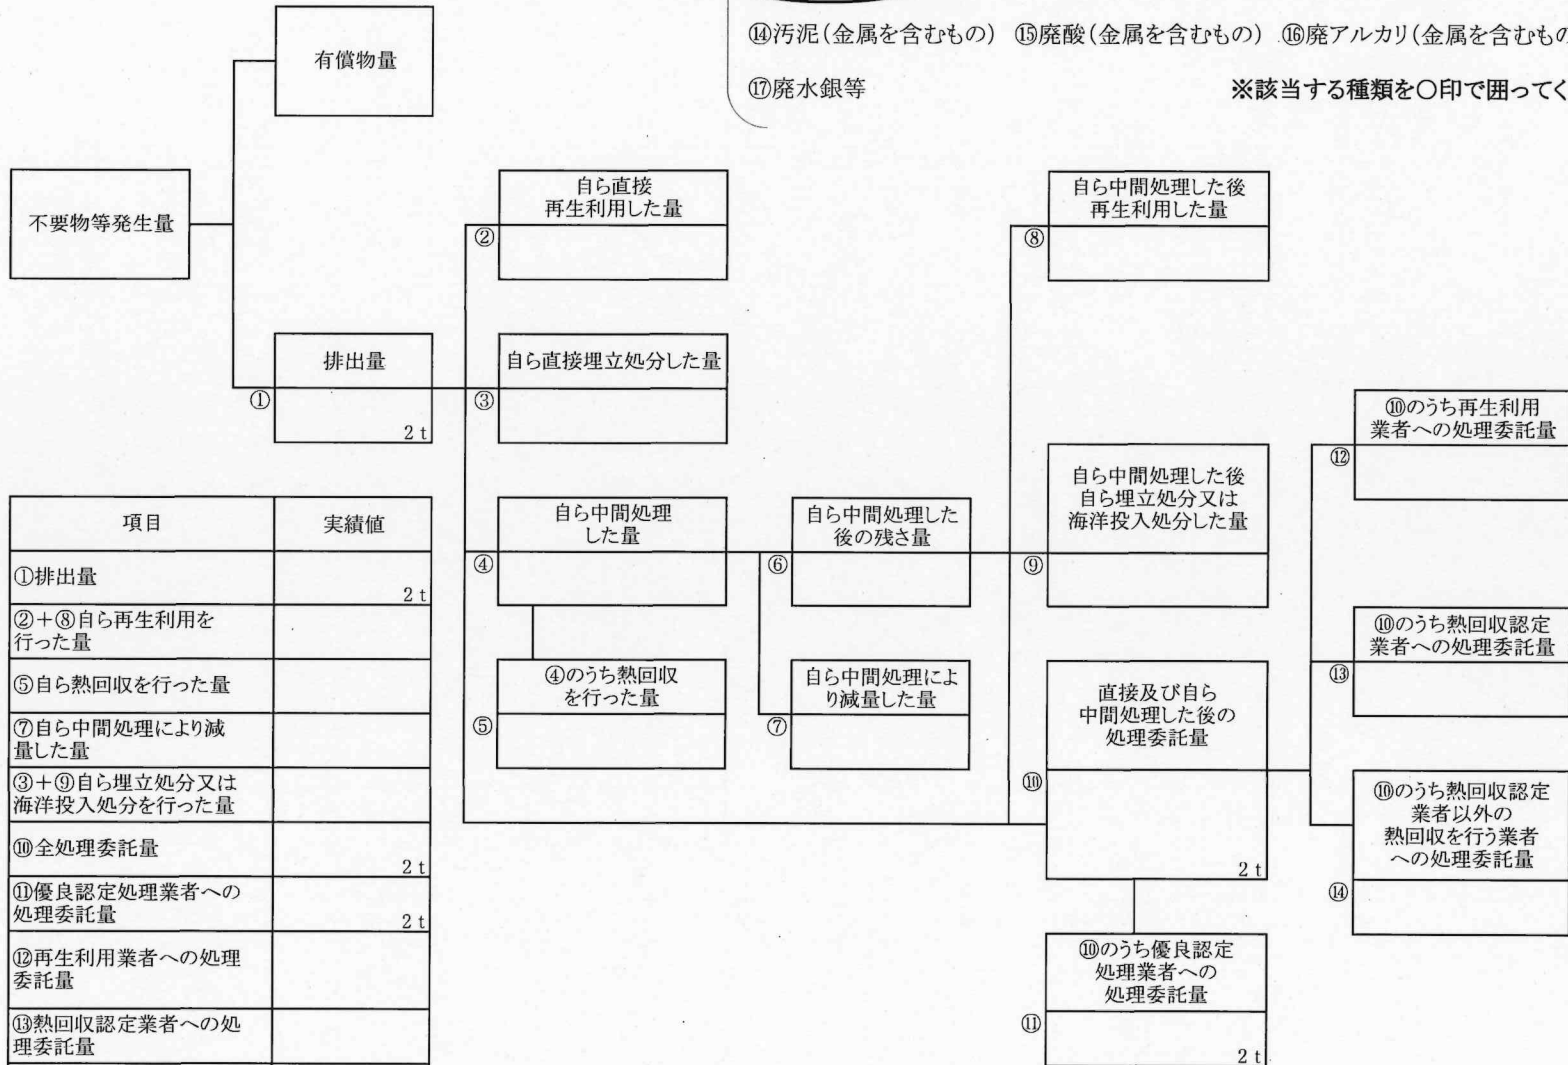 ⑭汚泥(金属を含むもの) ⑮廃酸(金属を含むもの) ⑯廃アルカリ(金属を含むもの
⑰廃水銀等
※該当する種類を○印で囲ってく
有償物量
不要物等発生量
排出量
①
2 t
自ら直接
再生利用した量
②
自ら直接埋立処分した量
③
自ら中間処理
した量
④
④のうち熱回収
を行った量
⑤
自ら中間処理した
後の残さ量
⑥
自ら中間処理によ
り減量した量
⑦
自ら中間処理した後
再生利用した量
⑧
自ら中間処理した後
自ら埋立処分又は
海洋投入処分した量
⑨
直接及び自ら
中間処理した後の
処理委託量
⑩
2 t
⑩のうち優良認定
処理業者への
処理委託量
⑪
2 t
⑩のうち再生利用
業者への処理委託量
⑫
⑩のうち熱回収認定
業者への処理委託量
⑬
⑩のうち熱回収認定
業者以外の
熱回収を行う業者
への処理委託量
⑭
項目 実績値
①排出量
2 t
②+⑧自ら再生利用を
行った量
⑤自ら熱回収を行った量
⑦自ら中間処理により減
量した量
③+⑨自ら埋立処分又は
海洋投入処分を行った量
⑩全処理委託量
2 t
⑪優良認定処理業者への
処理委託量
2 t
⑫再生利用業者への処理
委託量
⑬熱回収認定業者への処
理委託量